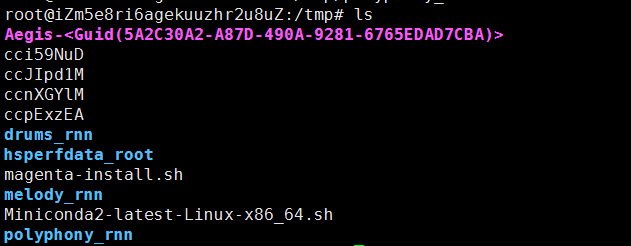 root@iZm5e8ri6agekuuzhr2u8uZ:/tmp# ls
Aegis-<Guid(5A2C30A2-A87D-490A-9281-6765EDAD7CBA)>
cci59NuD
ccJIpd1M
ccnXGYlM
ccpExzEA
drums_rnn
hsperfdata_root
magenta-install.sh
melody_rnn
Miniconda2-latest-Linux-x86_64.sh
polyphony_rnn